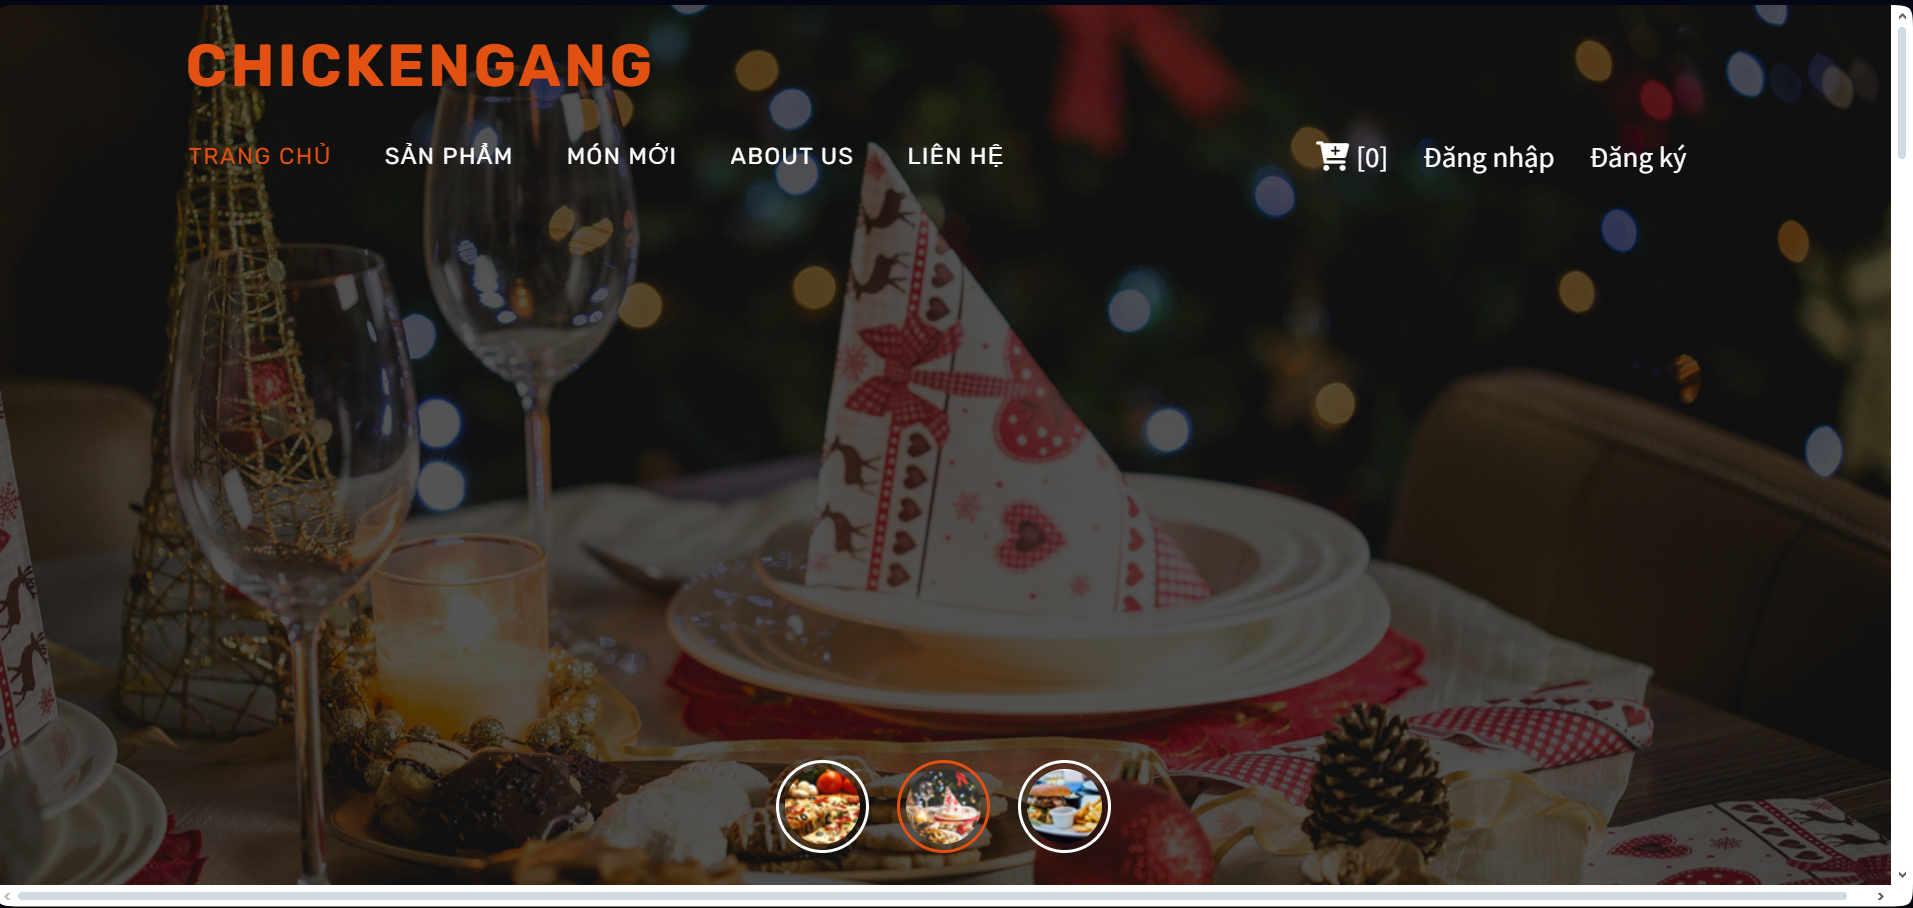 CHICKENGANG
TRANG CHỦ SẢN PHẨM MÓN MỚI ABOUT US LIÊN HỆ [0] Đăng nhập Đăng ký